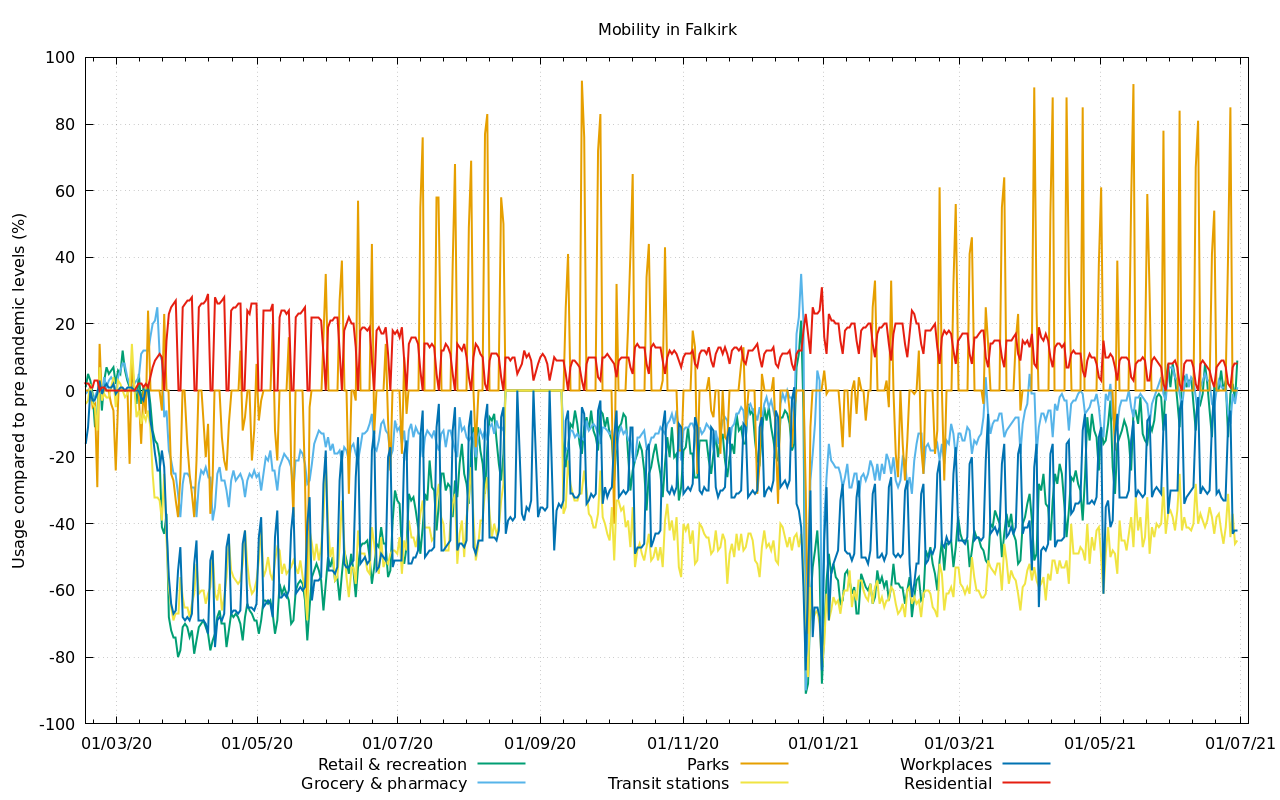 Mobility in Falkirk
Usage compared to pre pandemic levels (%)
100
80
60
40
20
0
-20
-40
-60
-80
-100
01/03/20 01/05/20 01/07/20 01/09/20 01/11/20 01/01/21 01/03/21 01/05/21 01/07/21
Retail & recreation Parks Workplaces
Grocery & pharmacy Transit stations Residential